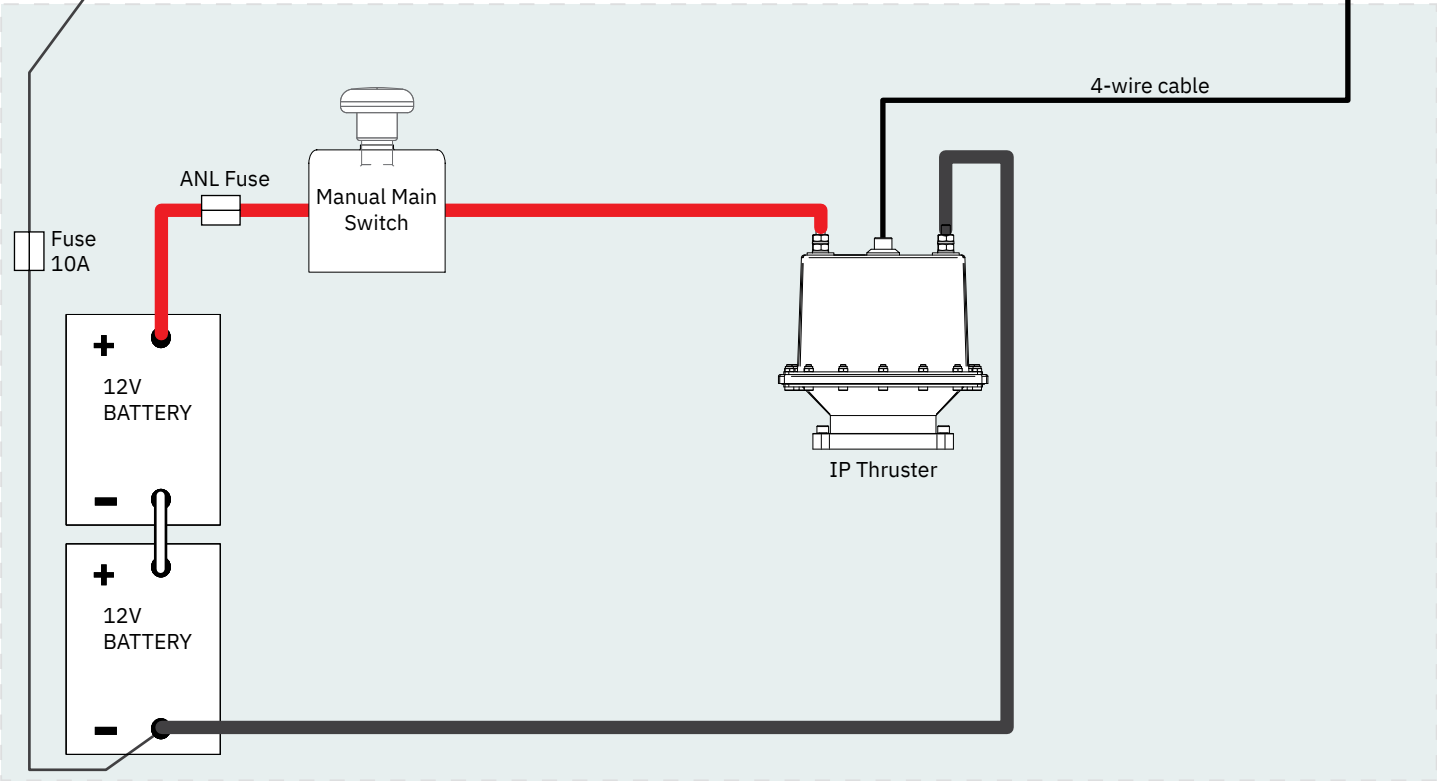 4-wire cable
ANL Fuse
Manual Main
Switch
Fuse
10A
+
12V
BATTERY
-
IP Thruster
+
12V
BATTERY
-